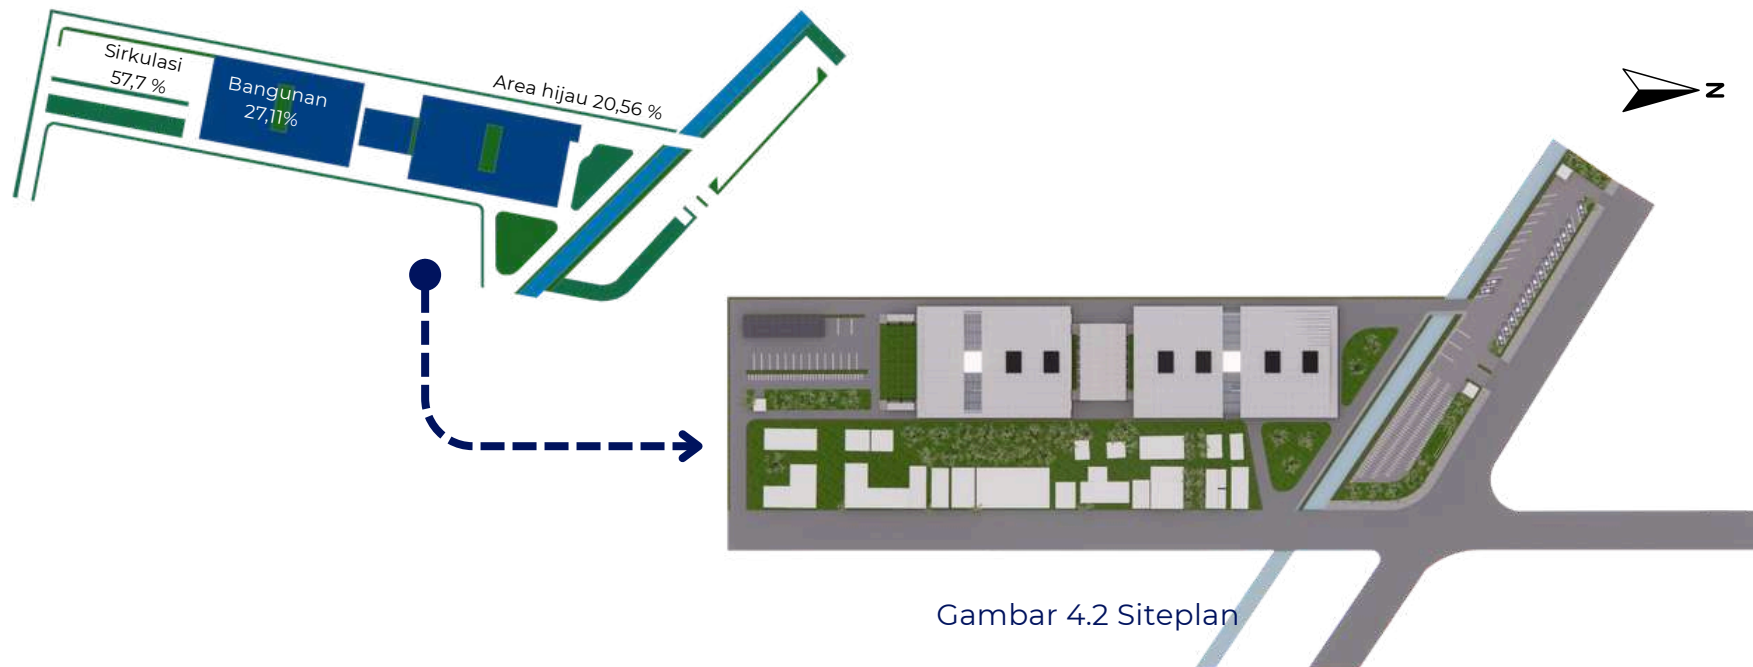 Sirkulasi
57,7 %
Bangunan
27,11%
Area hijau 20,56 %
N
Gambar 4.2 Siteplan